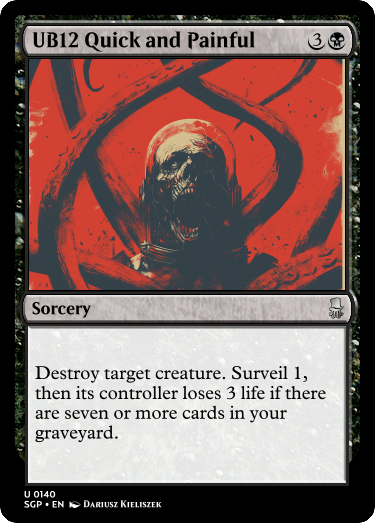 UB12 Quick and Painful 3
Sorcery
Destroy target creature. Surveil 1,
then its controller loses 3 life if there
are seven or more cards in your
graveyard.
U 0140
SGP • EN DARIUSZ KIELISZEK